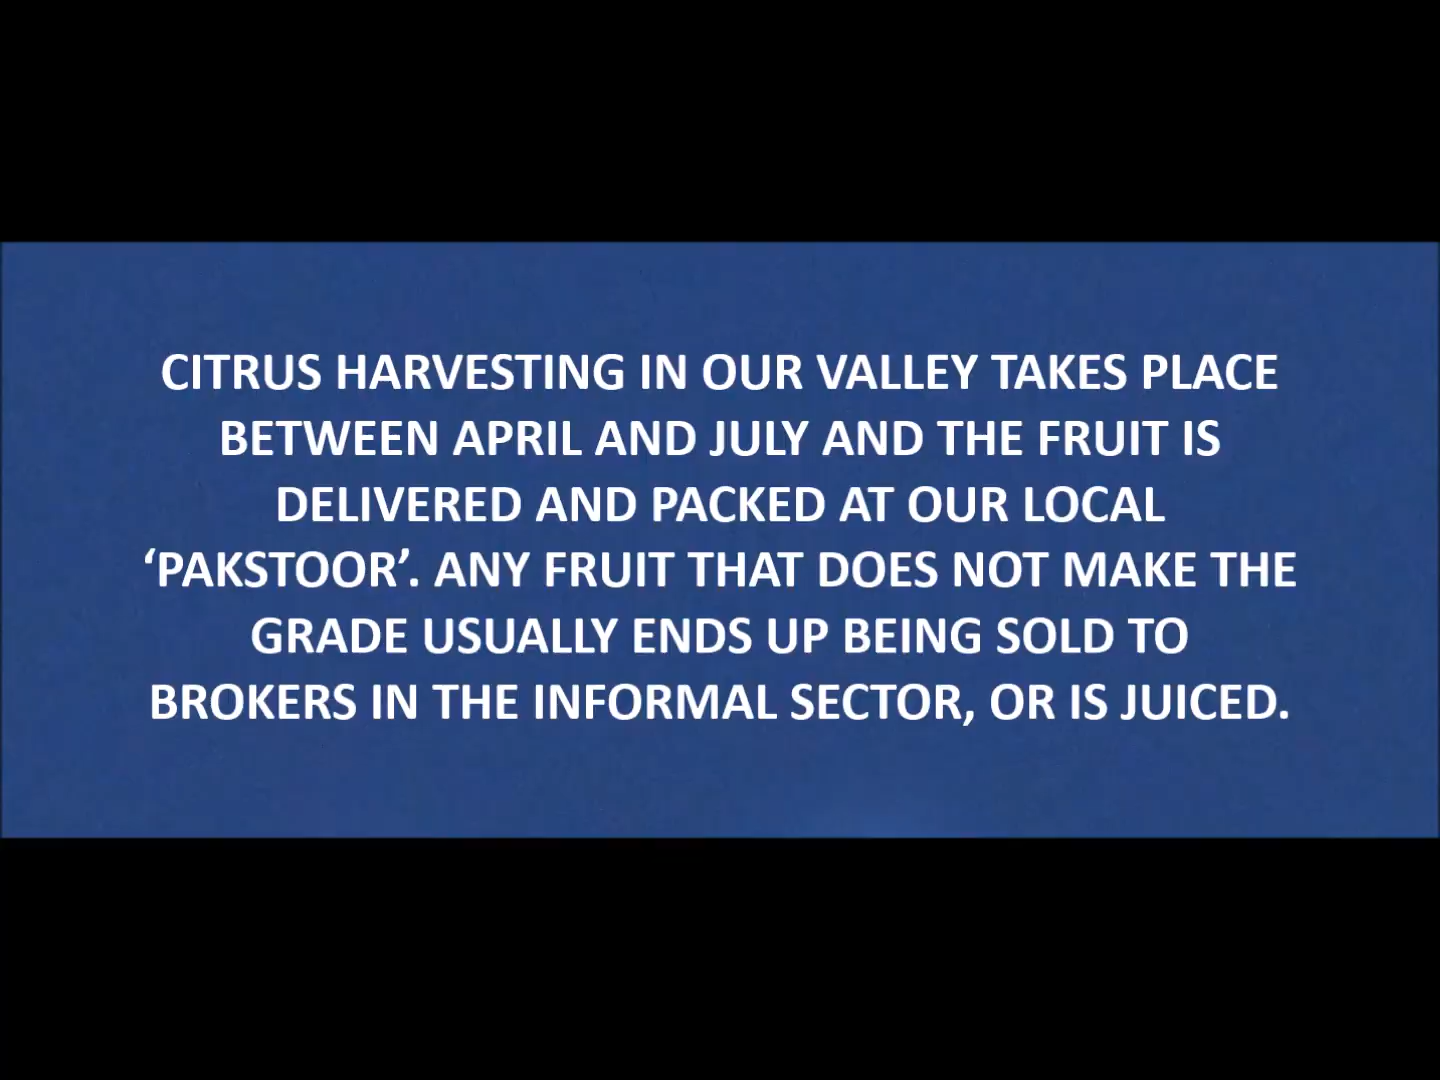 CITRUS HARVESTING IN OUR VALLEY TAKES PLACE
BETWEEN APRIL AND JULY AND THE FRUIT IS
DELIVERED AND PACKED AT OUR LOCAL
‘PAKSTOOR’. ANY FRUIT THAT DOES NOT MAKE THE
GRADE USUALLY ENDS UP BEING SOLD TO
BROKERS IN THE INFORMAL SECTOR, OR IS JUICED.